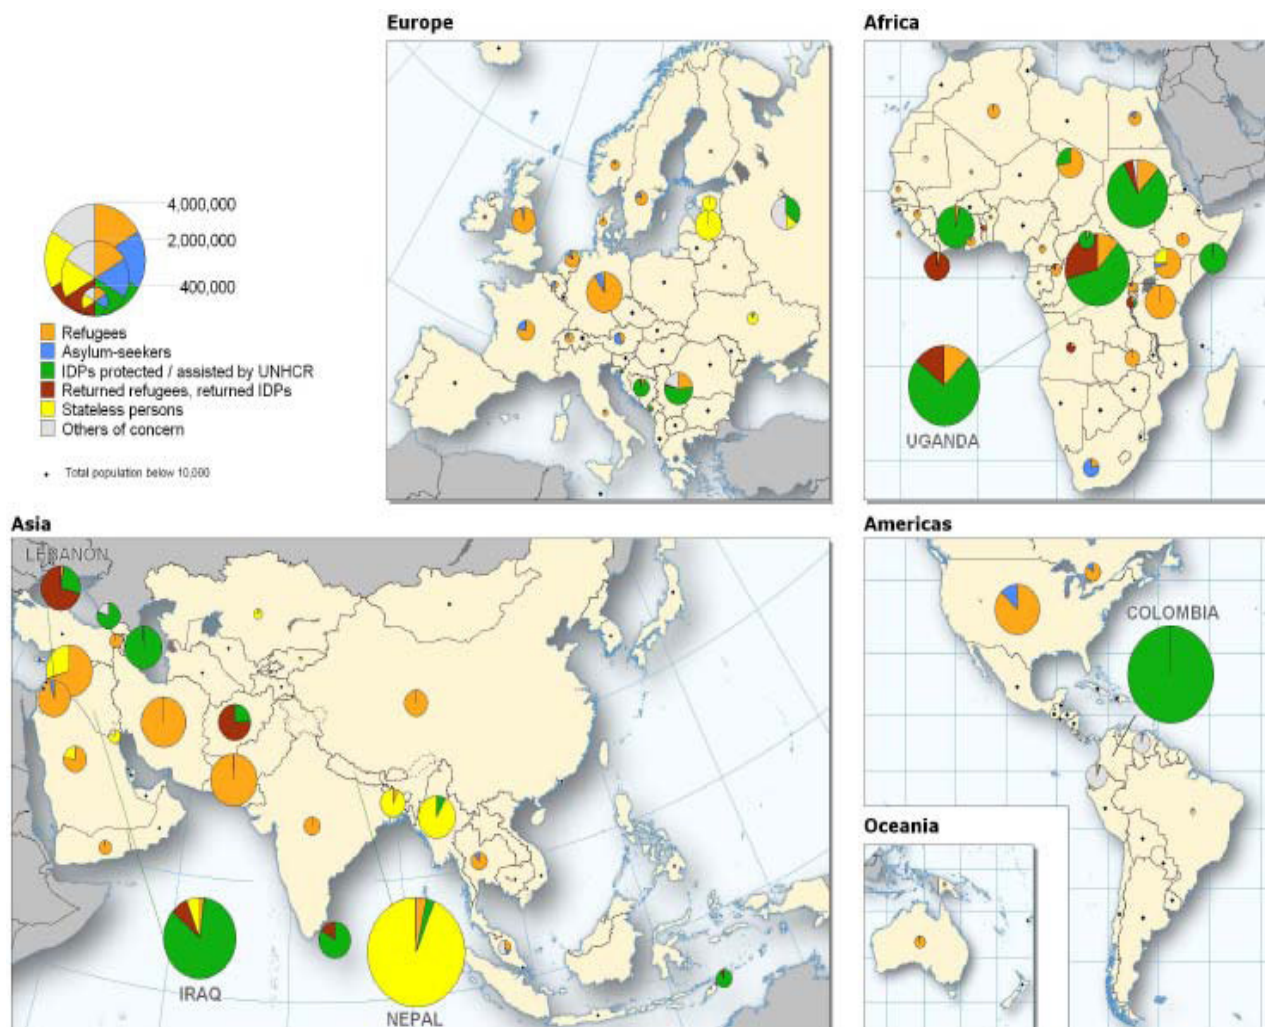 Europe
Africa
4,000,000
2,000,000
400,000
Refugees
Asylum-seekers
IDPs protected / assisted by UNHCR
Returned refugees, returned IDPs
Stateless persons
Others of concern
Total population below 10,000
UGANDA
Asia
Americas
LEBANON
COLOMBIA
Oceania
IRAQ
NEPAL